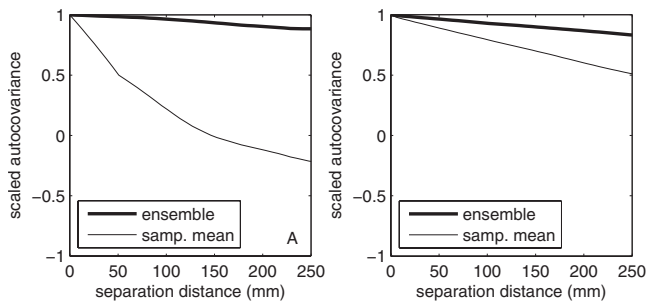 scaled autocovariance
1
0.5
0
−0.5
−1
ensemble
samp. mean
A
0 50 100 150 200 250
separation distance (mm)
scaled autocovariance
1
0.5
0
−0.5
−1
ensemble
samp. mean
0 50 100 150 200 250
separation distance (mm)